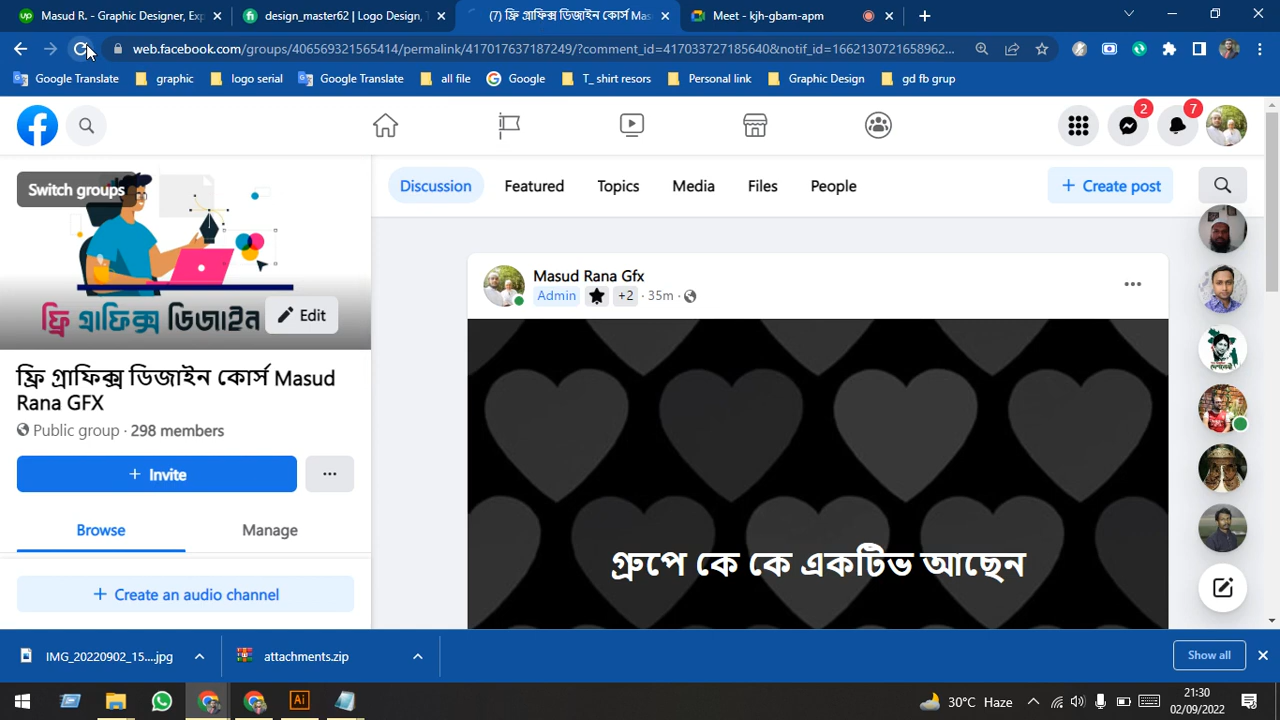 Masud R. - Graphic Designer, Exp
design_master62 | Logo Design, T
(7) ফ্রি গ্রাফিক্স ডিজাইন কোর্স Mas
Meet - kjh-gbam-apm
web.facebook.com/groups/406569321565414/permalink/417017637187249/?comment_id=417033727185640&notif_id=1662130721658962...
Google Translate
graphic
logo serial
Google Translate
all file
Google
T_ shirt resors
Personal link
Graphic Design
gd fb grup
2
7
Switch groups
Discussion
Featured
Topics
Media
Files
People
+ Create post
ফ্রি গ্রাফিক্স ডিজাইন
Edit
Masud Rana Gfx
Admin
+2 · 35m ·
ফ্রি গ্রাফিক্স ডিজাইন কোর্স Masud
Rana GFX
Public group · 298 members
+ Invite
...
Browse
Manage
+ Create an audio channel
গ্রুপে কে কে একটিভ আছেন
IMG_20220902_15....jpg
attachments.zip
Show all
30°C Haze
21:30
02/09/2022